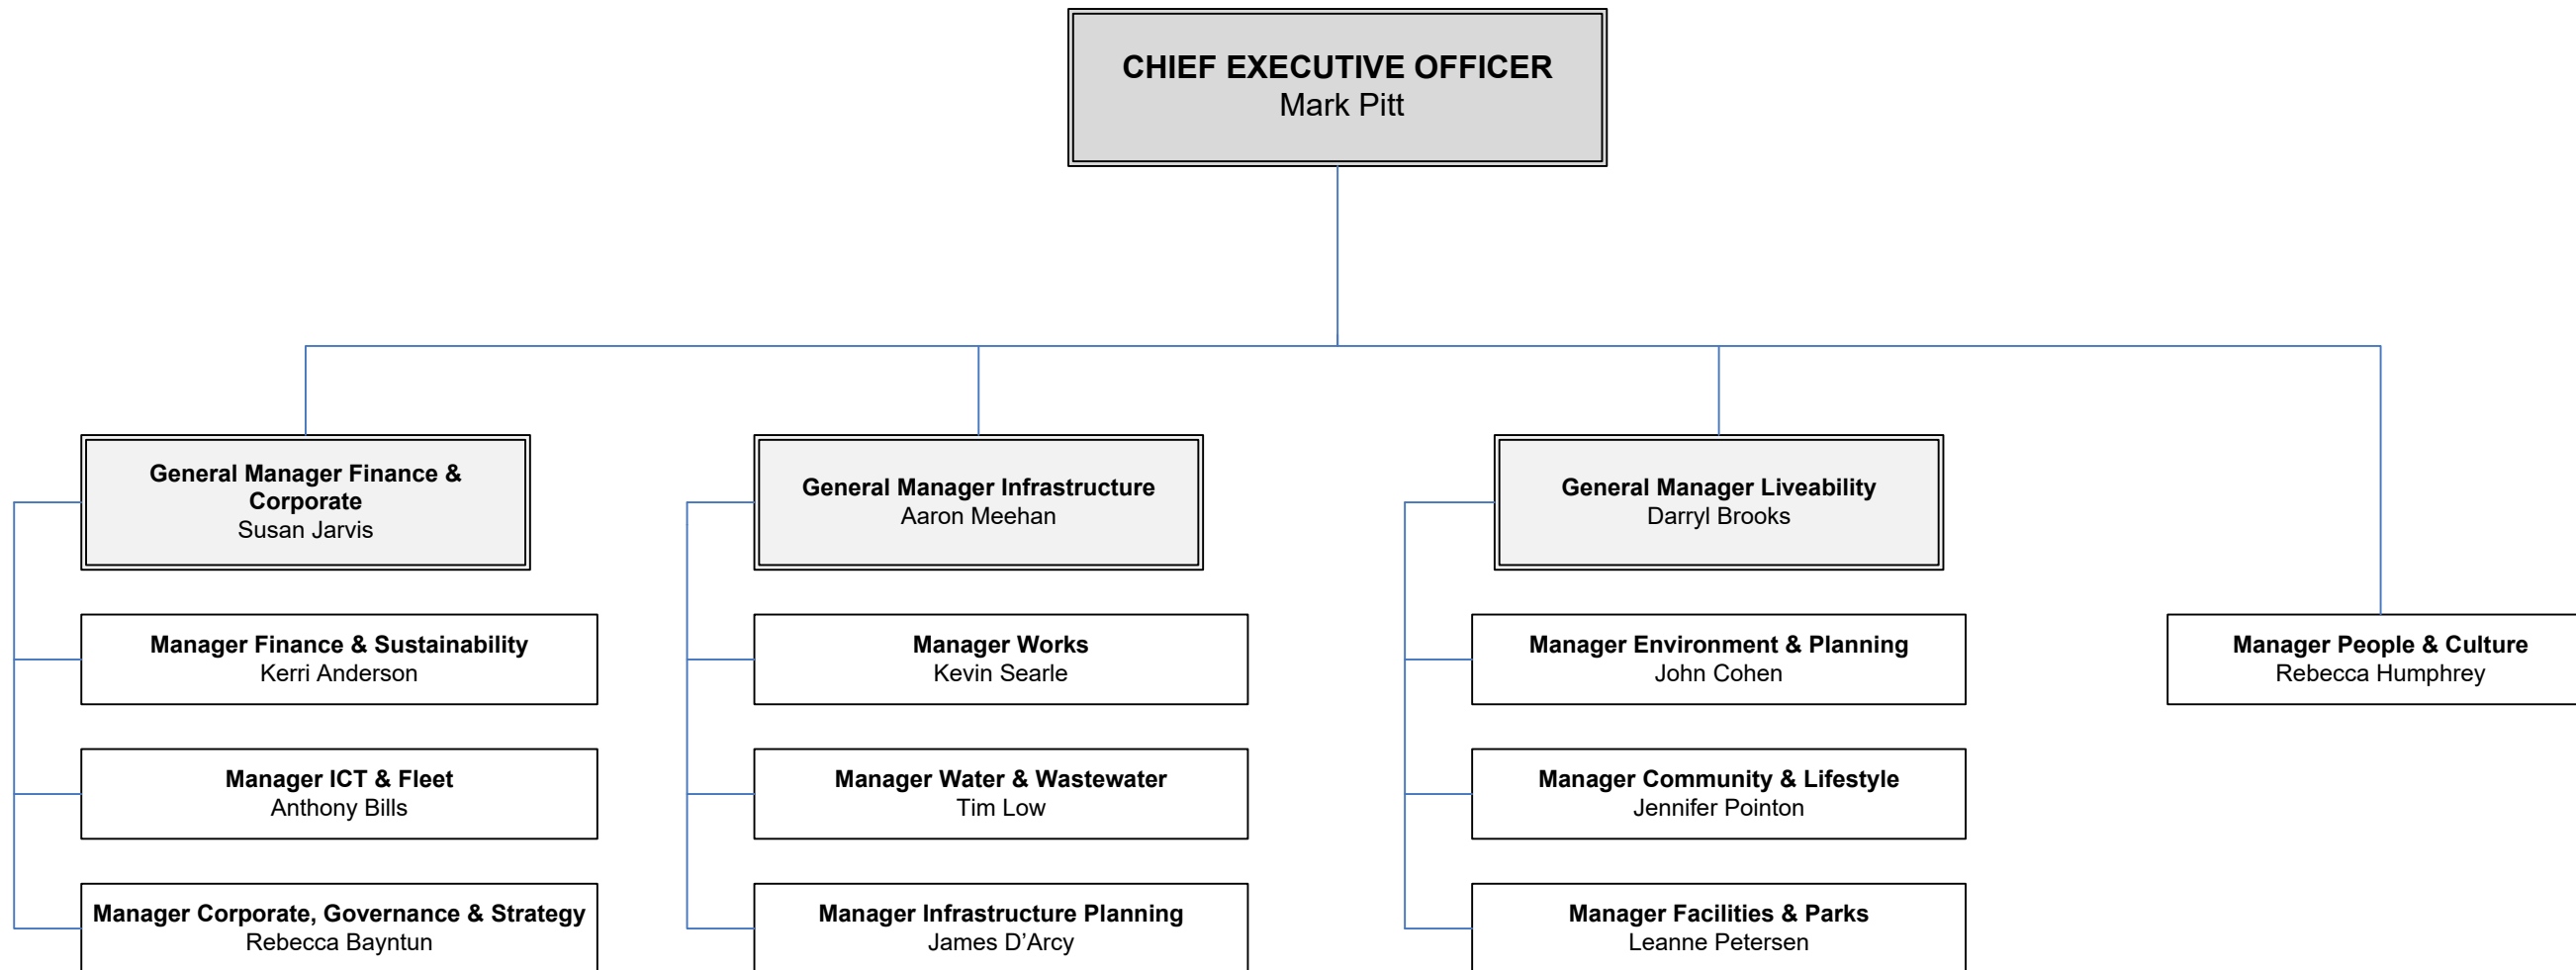 CHIEF EXECUTIVE OFFICER
Mark Pitt
General Manager Finance &
Corporate
Susan Jarvis
General Manager Infrastructure
Aaron Meehan
General Manager Liveability
Darryl Brooks
Manager Finance & Sustainability
Kerri Anderson
Manager Works
Kevin Searle
Manager Environment & Planning
John Cohen
Manager People & Culture
Rebecca Humphrey
Manager ICT & Fleet
Anthony Bills
Manager Water & Wastewater
Tim Low
Manager Community & Lifestyle
Jennifer Pointon
Manager Corporate, Governance & Strategy
Rebecca Bayntun
Manager Infrastructure Planning
James D’Arcy
Manager Facilities & Parks
Leanne Petersen